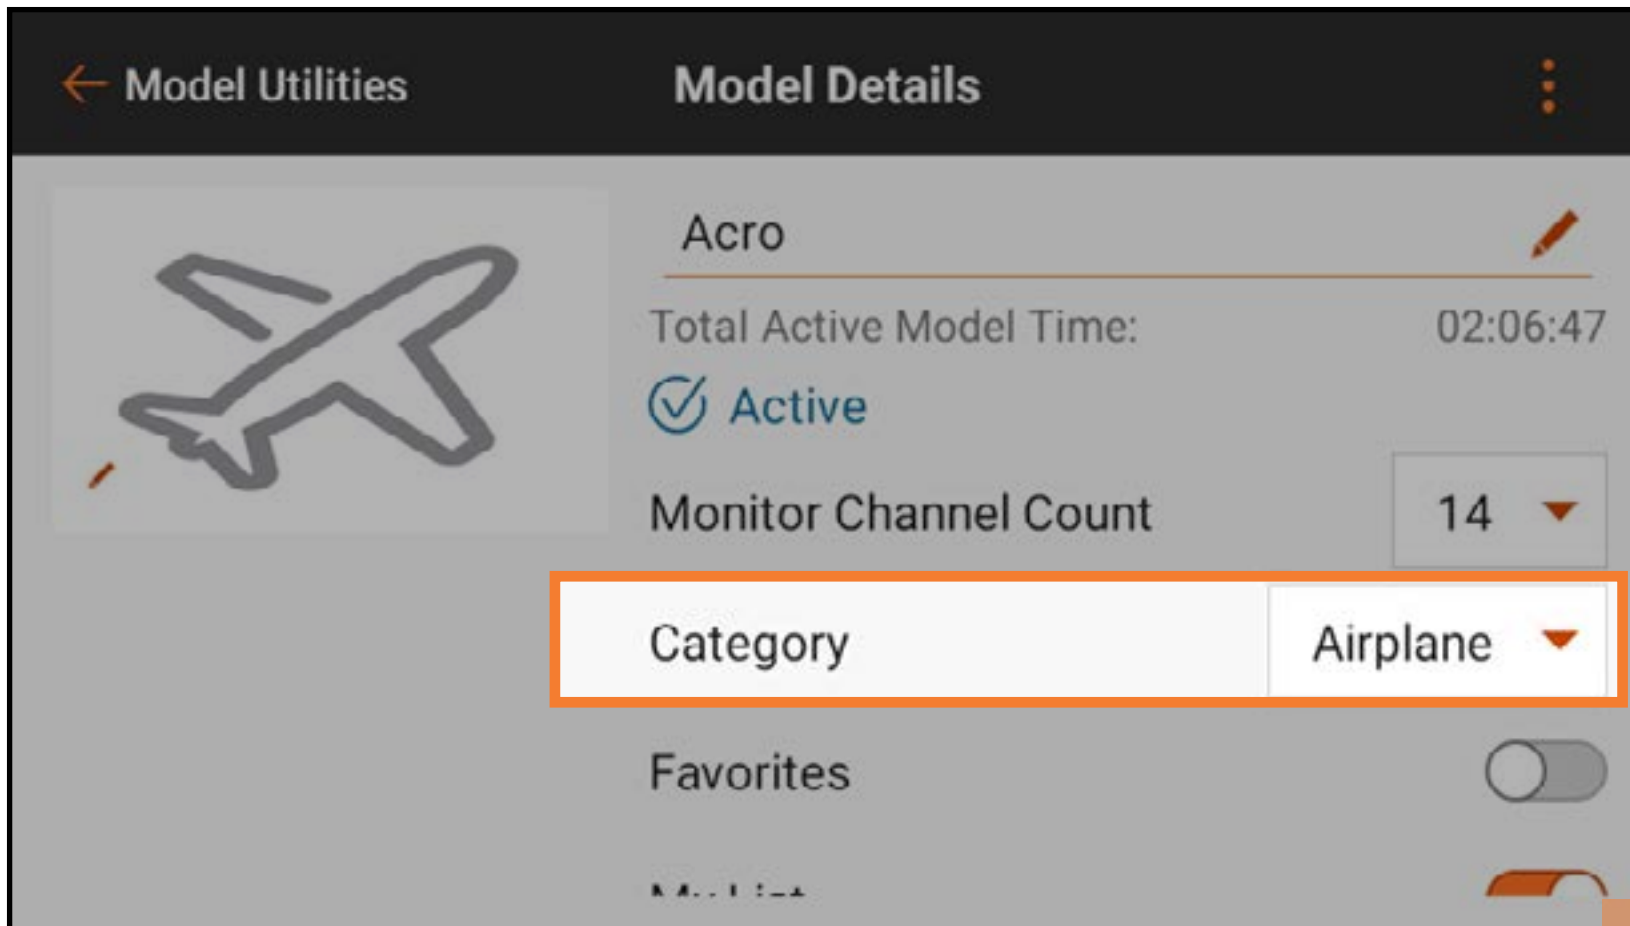 Model Utilities
Model Details
Acro
Total Active Model Time: 02:06:47
Active
Monitor Channel Count 14
Category Airplane
Favorites